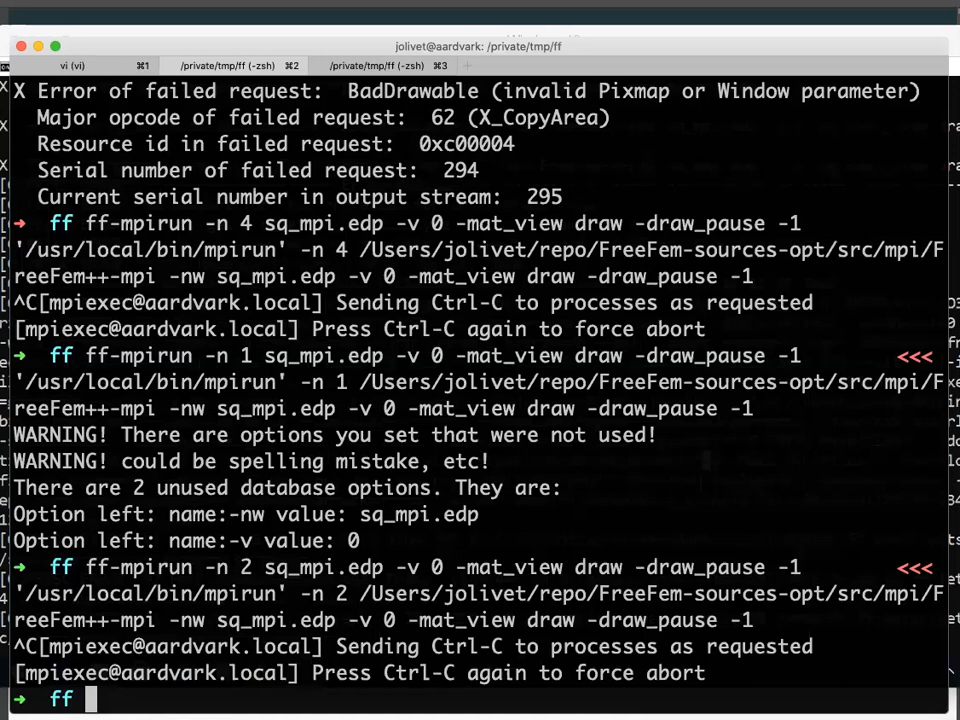 jolivet@aardvark: /private/tmp/ff
vi (vi) ⌘1 /private/tmp/ff (-zsh) ⌘2 /private/tmp/ff (-zsh) ⌘3 +
X Error of failed request:  BadDrawable (invalid Pixmap or Window parameter)
  Major opcode of failed request:  62 (X_CopyArea)
  Resource id in failed request:  0xc00004
  Serial number of failed request:  294
  Current serial number in output stream:  295
➜  ff ff-mpirun -n 4 sq_mpi.edp -v 0 -mat_view draw -draw_pause -1
'/usr/local/bin/mpirun' -n 4 /Users/jolivet/repo/FreeFem-sources-opt/src/mpi/F
reeFem++-mpi -nw sq_mpi.edp -v 0 -mat_view draw -draw_pause -1
^C[mpiexec@aardvark.local] Sending Ctrl-C to processes as requested
[mpiexec@aardvark.local] Press Ctrl-C again to force abort
➜  ff ff-mpirun -n 1 sq_mpi.edp -v 0 -mat_view draw -draw_pause -1 <<<
'/usr/local/bin/mpirun' -n 1 /Users/jolivet/repo/FreeFem-sources-opt/src/mpi/F
reeFem++-mpi -nw sq_mpi.edp -v 0 -mat_view draw -draw_pause -1
WARNING! There are options you set that were not used!
WARNING! could be spelling mistake, etc!
There are 2 unused database options. They are:
Option left: name:-nw value: sq_mpi.edp
Option left: name:-v value: 0
➜  ff ff-mpirun -n 2 sq_mpi.edp -v 0 -mat_view draw -draw_pause -1 <<<
'/usr/local/bin/mpirun' -n 2 /Users/jolivet/repo/FreeFem-sources-opt/src/mpi/F
reeFem++-mpi -nw sq_mpi.edp -v 0 -mat_view draw -draw_pause -1
^C[mpiexec@aardvark.local] Sending Ctrl-C to processes as requested
[mpiexec@aardvark.local] Press Ctrl-C again to force abort
➜  ff